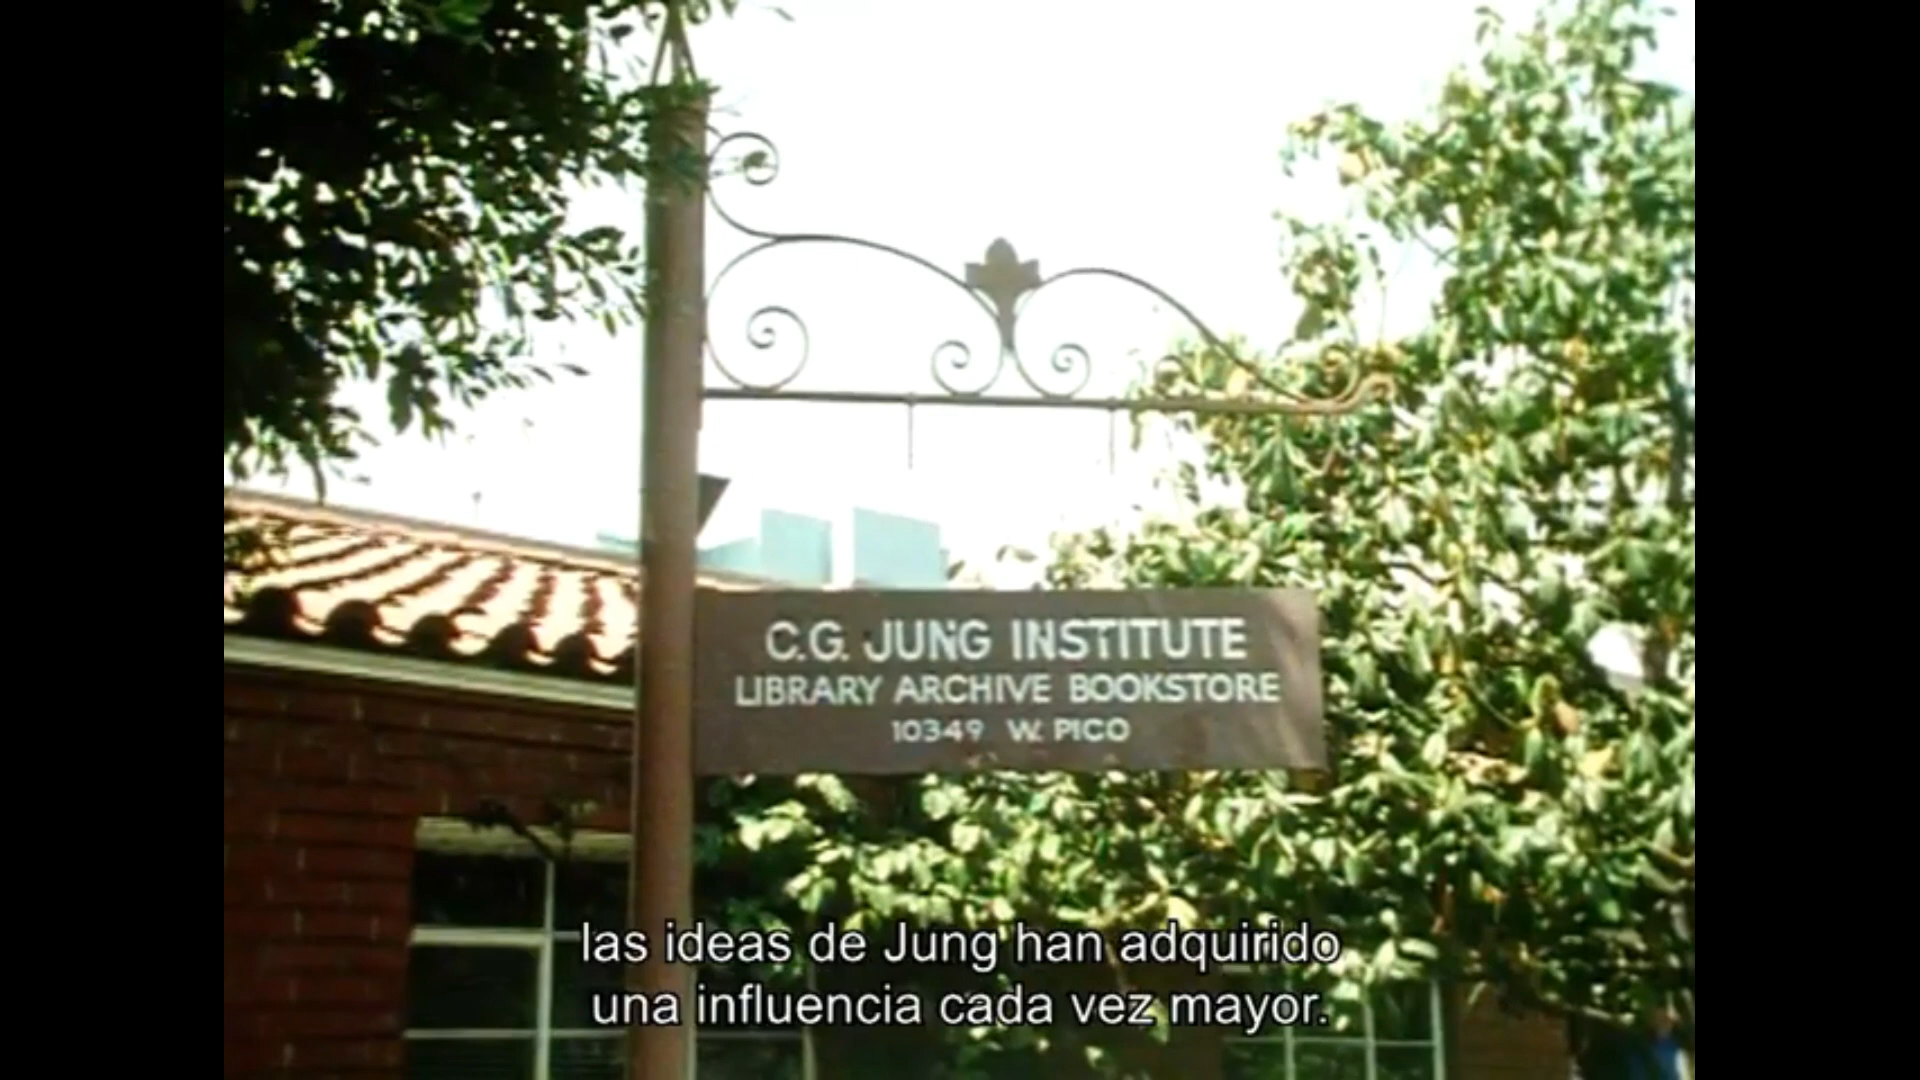 C.G. JUNG INSTITUTE
LIBRARY ARCHIVE BOOKSTORE
10349 W. PICO
las ideas de Jung han adquirido
una influencia cada vez mayor.